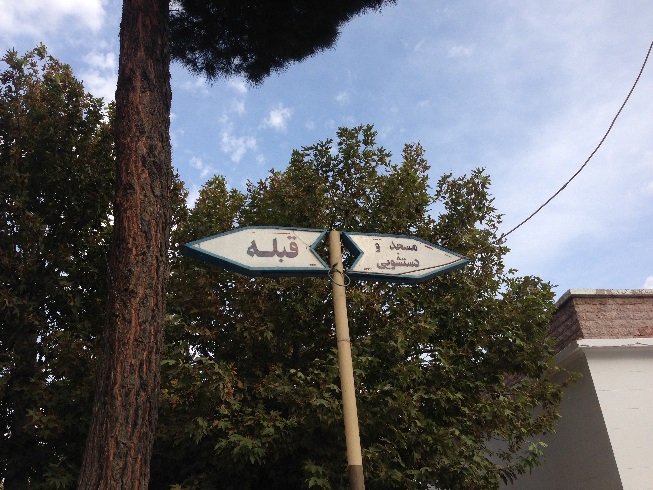 قبله
مسجد و
دستشویی